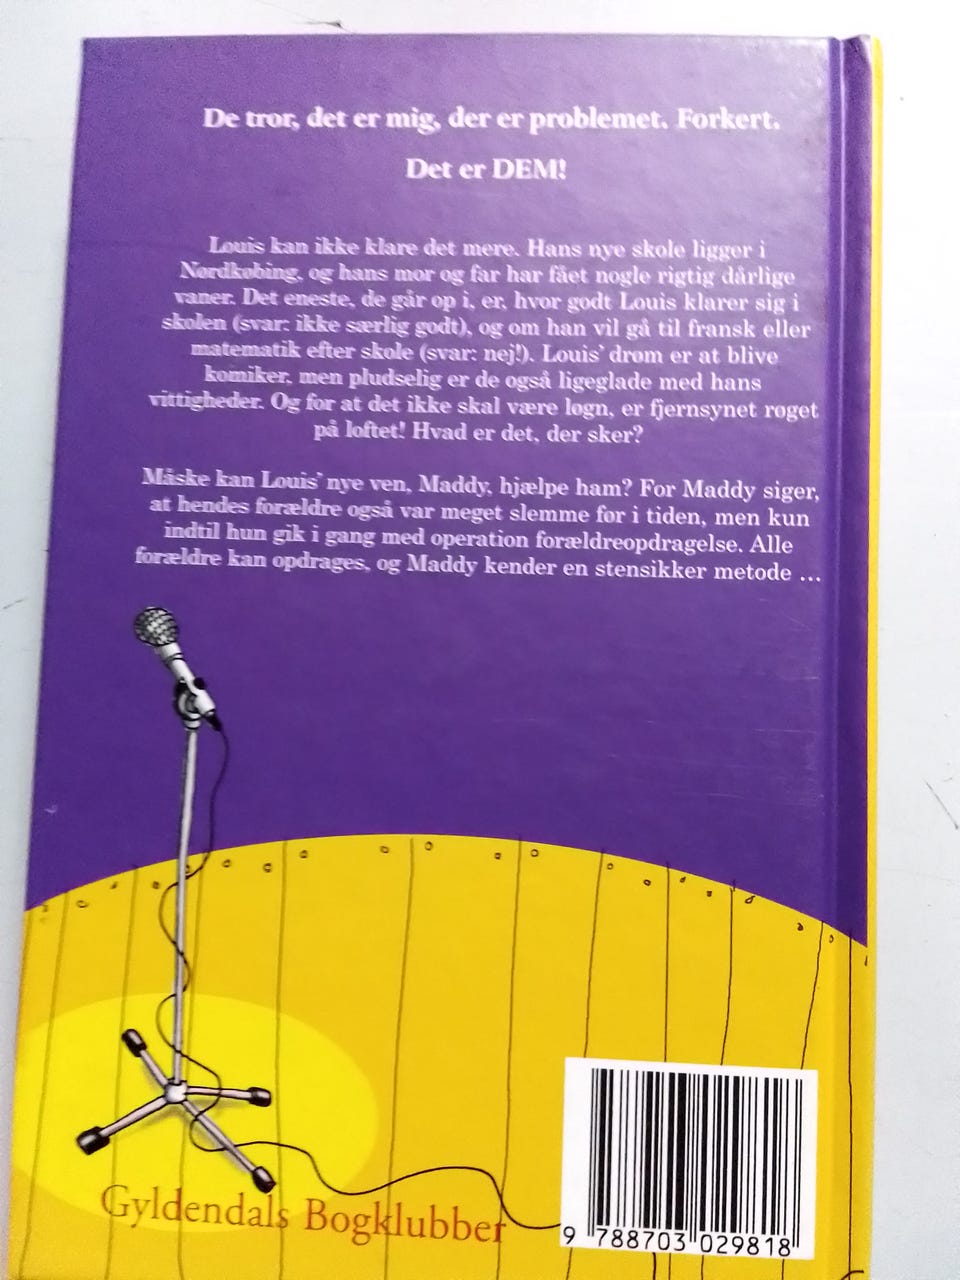 De tror, det er mig, der er problemet. Forkert.
Det er DEM!
Louis kan ikke klare det mere. Hans nye skole ligger i
Nørdkøbing, og hans mor og far har fået nogle rigtig dårlige
vaner. Det eneste, de går op i, er, hvor godt Louis klarer sig i
skolen (svar: ikke særlig godt), og om han vil gå til fransk eller
matematik efter skole (svar: nej!). Louis’ drøm er at blive
komiker, men pludselig er de også ligeglade med hans
vittigheder. Og for at det ikke skal være løgn, er fjernsynet røget
på loftet! Hvad er det, der sker?
Måske kan Louis’ nye ven, Maddy, hjælpe ham? For Maddy siger,
at hendes forældre også var meget slemme før i tiden, men kun
indtil hun gik i gang med operation forældreopdragelse. Alle
forældre kan opdrages, og Maddy kender en stensikker metode …
Gyldendals Bogklubber
9 788703 029818